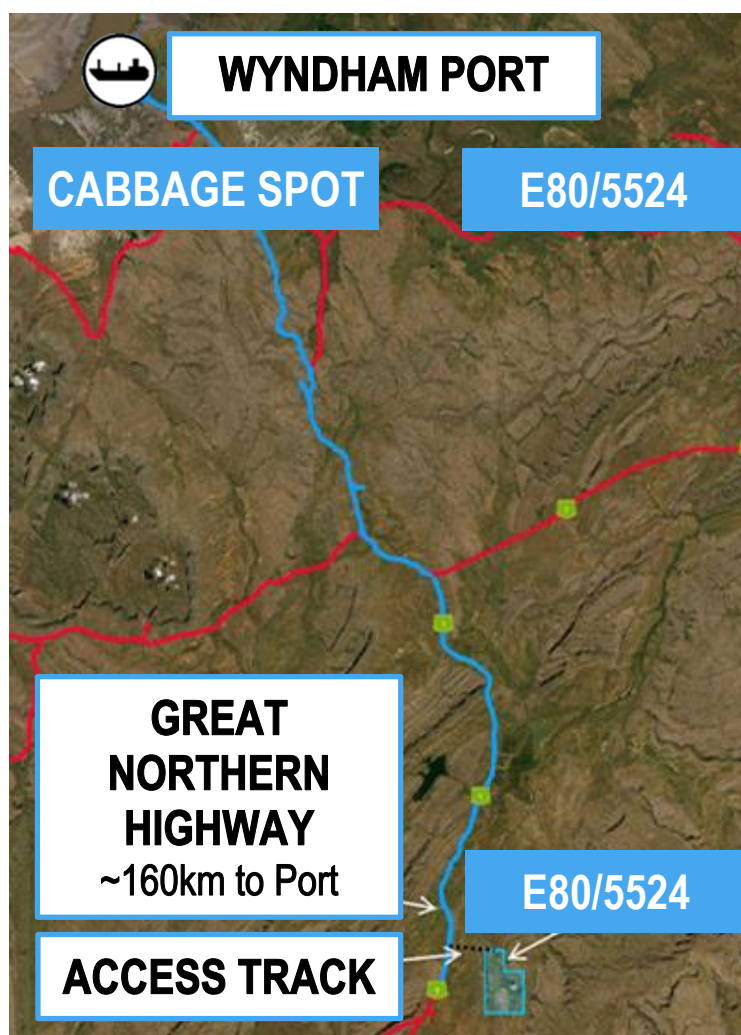 WYNDHAM PORT
CABBAGE SPOT
E80/5524
GREAT
NORTHERN
HIGHWAY
~160km to Port
E80/5524
ACCESS TRACK